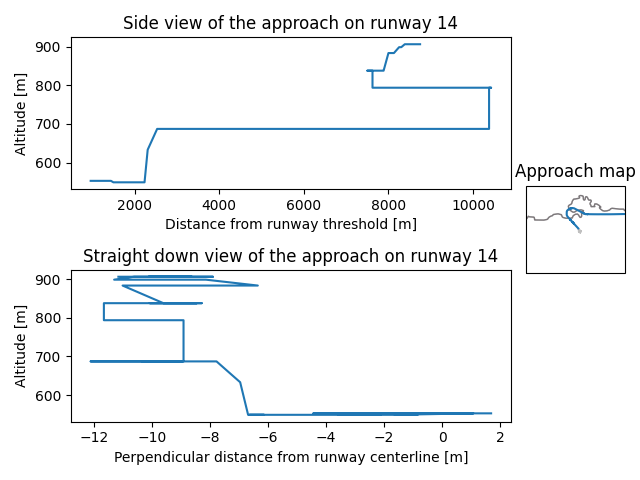 Side view of the approach on runway 14
900
800
700
600
Altitude [m]
2000 4000 6000 8000 10000
Distance from runway threshold [m]
Approach map
Straight down view of the approach on runway 14
900
800
700
600
Altitude [m]
−12 −10 −8 −6 −4 −2 0 2
Perpendicular distance from runway centerline [m]